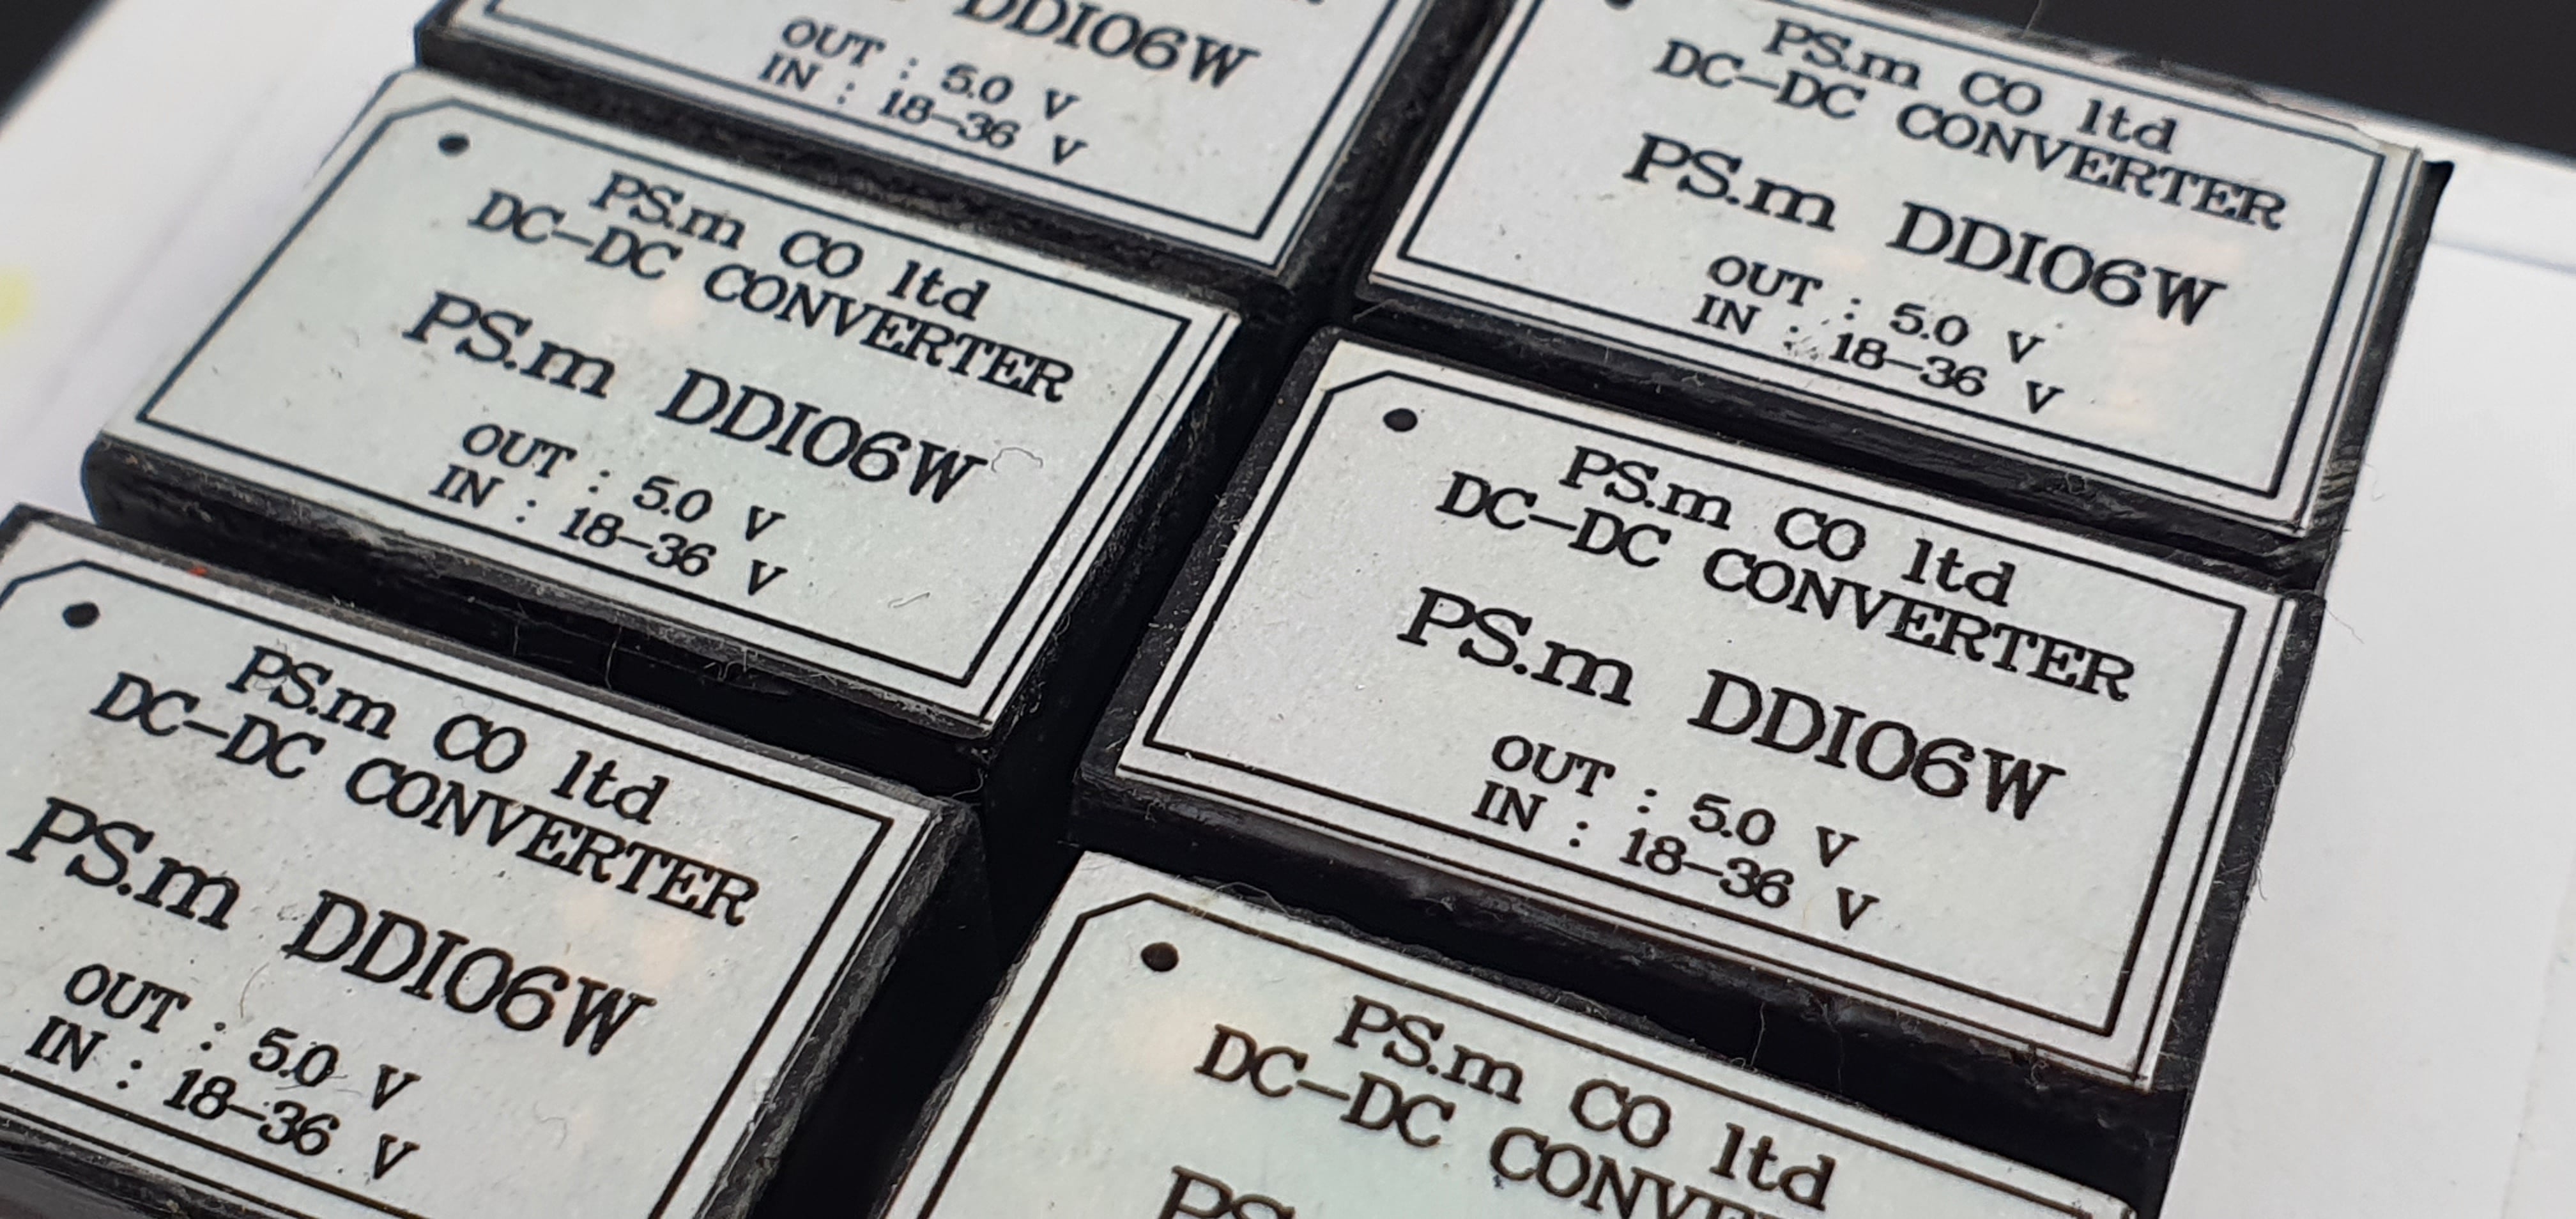 DDI06W
OUT : 5.0 V
IN : 18-36 V
PS.m CO ltd
DC-DC CONVERTER
PS.m DDI06W
OUT : 5.0 V
IN : 18-36 V
PS.m CO ltd
DC-DC CONVERTER
PS.m DDI06W
OUT : 5.0 V
IN : 18-36 V
PS.m CO ltd
DC-DC CONVERTER
PS.m DDI06W
OUT : 5.0 V
IN : 18-36 V
PS.m CO ltd
DC-DC CONVERTER
PS.m DDI06W
OUT : 5.0 V
IN : 18-36 V
PS.m CO ltd
DC-DC CONVE